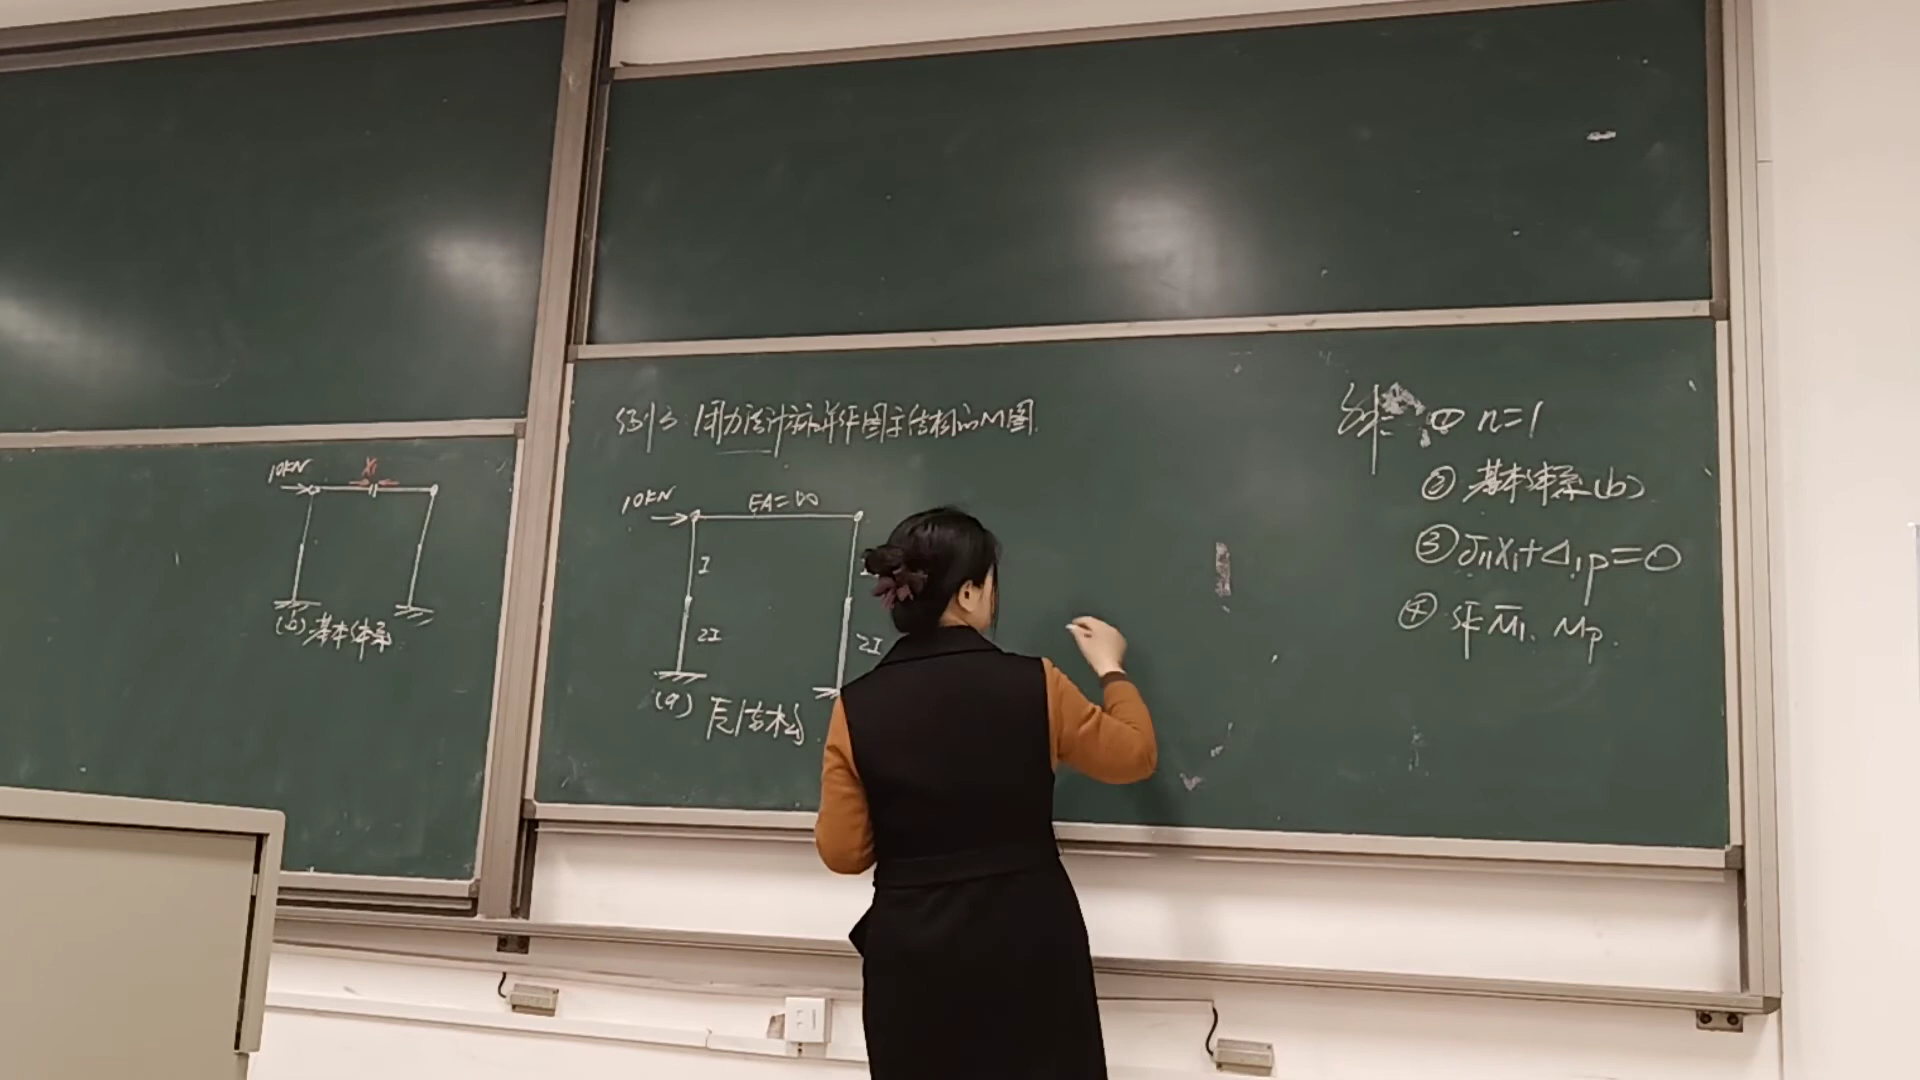 10KN
X₁
(b) 基本体系
例3. 用力法计算并作图示结构的M图.
10KN
EA=∞
I
I
2I
2I
(a) 原结构
解: ① n=1
② 基本体系(b)
③ δ₁₁X₁+Δ₁P=0
④ 作 M̄₁、MP.